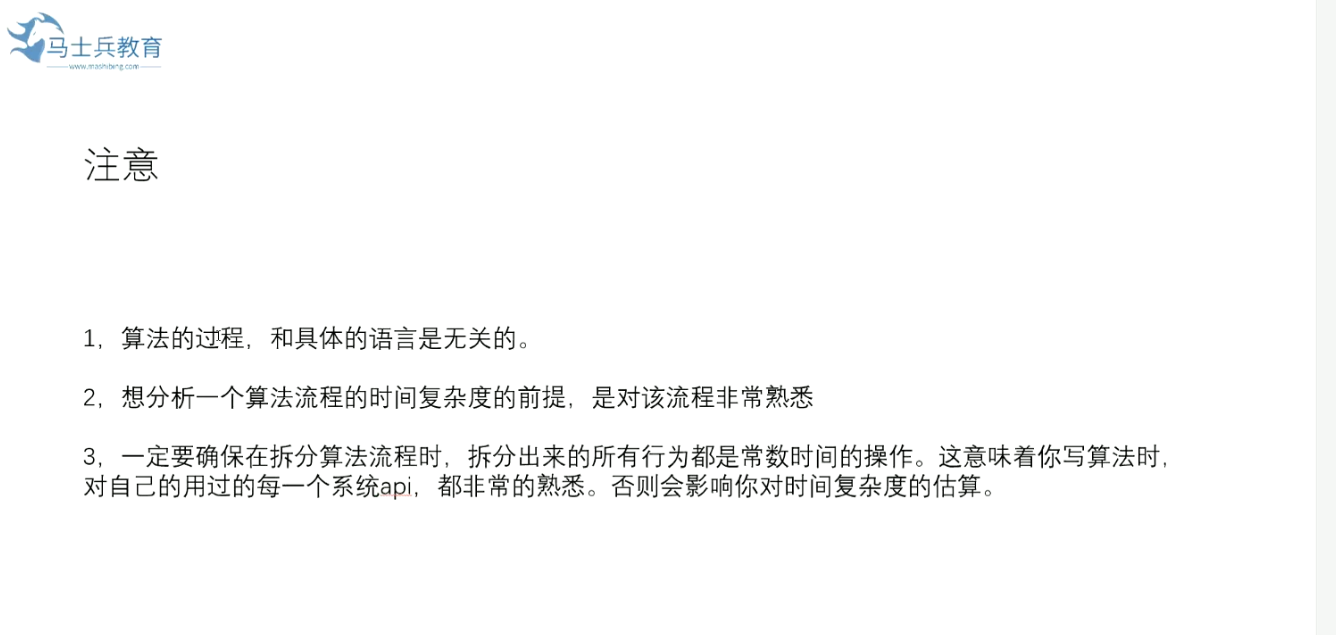 马士兵教育
www.mashibing.com
注意
1，算法的过程，和具体的语言是无关的。
2，想分析一个算法流程的时间复杂度的前提，是对该流程非常熟悉
3，一定要确保在拆分算法流程时，拆分出来的所有行为都是常数时间的操作。这意味着你写算法时，
对自己的用过的每一个系统api，都非常的熟悉。否则会影响你对时间复杂度的估算。